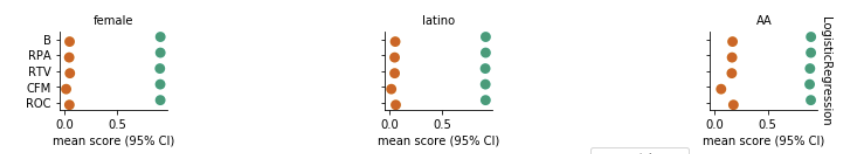 female
latino
AA
B
RPA
RTV
CFM
ROC
LogisticRegression
0.0 0.5
0.0 0.5
0.0 0.5
mean score (95% CI)
mean score (95% CI)
mean score (95% CI)